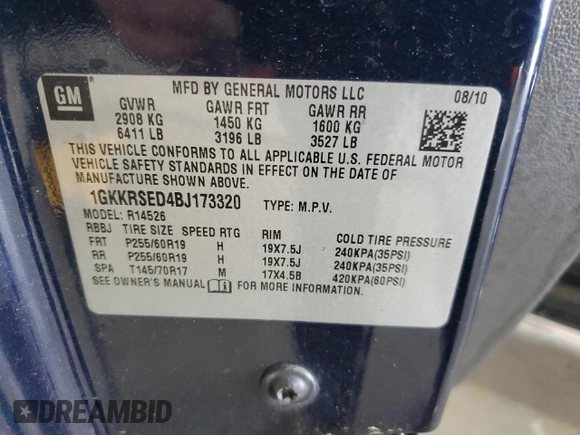 GM
MFD BY GENERAL MOTORS LLC
08/10
GVWR GAWR FRT GAWR RR
2908 KG 1450 KG 1600 KG
6411 LB 3196 LB 3527 LB
THIS VEHICLE CONFORMS TO ALL APPLICABLE U.S. FEDERAL MOTOR
VEHICLE SAFETY STANDARDS IN EFFECT ON THE DATE OF
MANUFACTURE SHOWN ABOVE.
1GKKRSED4BJ173320 TYPE: M.P.V.
MODEL: R14526
RBBJ TIRE SIZE SPEED RTG RIM COLD TIRE PRESSURE
FRT P255/60R19 H 19X7.5J 240KPA(35PSI)
RR P255/60R19 H 19X7.5J 240KPA(35PSI)
SPA T145/70R17 M 17X4.5B 420KPA(60PSI)
SEE OWNER'S MANUAL FOR MORE INFORMATION.
DREAMBID